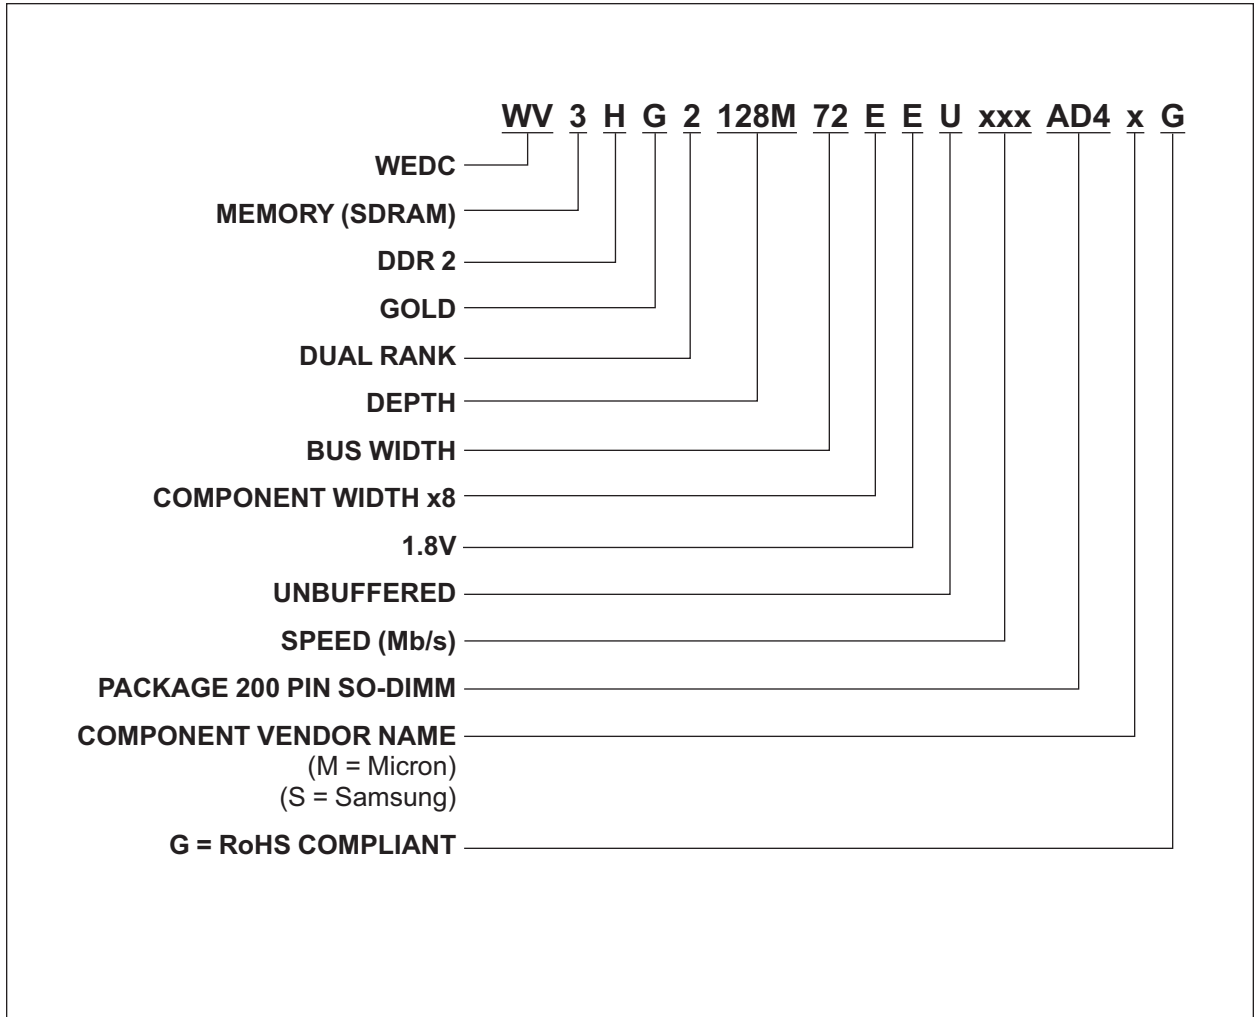 WV 3 H G 2 128M 72 E E U xxx AD4 x G
WEDC
MEMORY (SDRAM)
DDR 2
GOLD
DUAL RANK
DEPTH
BUS WIDTH
COMPONENT WIDTH x8
1.8V
UNBUFFERED
SPEED (Mb/s)
PACKAGE 200 PIN SO-DIMM
COMPONENT VENDOR NAME
(M = Micron)
(S = Samsung)
G = RoHS COMPLIANT